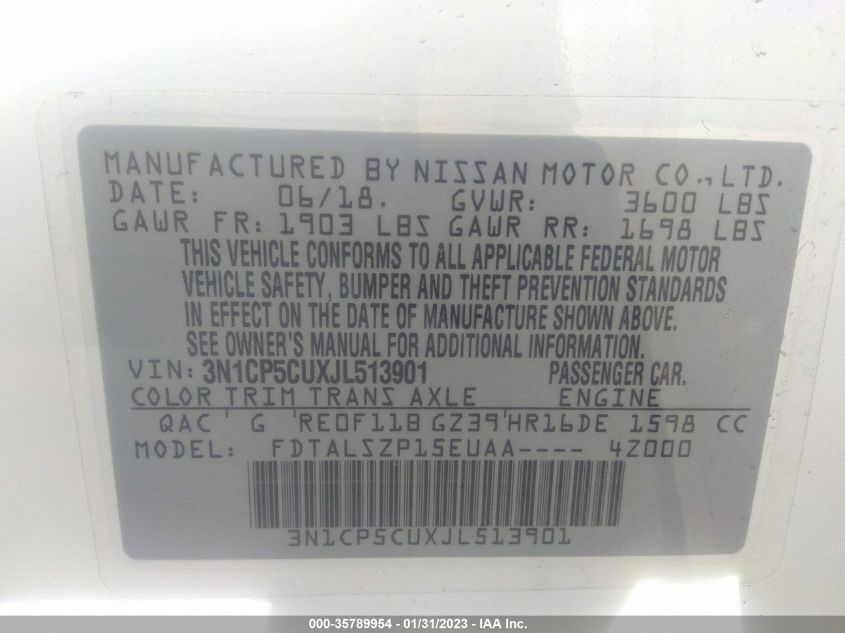 MANUFACTURED BY NISSAN MOTOR CO., LTD.
DATE: 06/18. GVWR: 3600 LBS
GAWR FR: 1903 LBS GAWR RR: 1698 LBS
THIS VEHICLE CONFORMS TO ALL APPLICABLE FEDERAL MOTOR
VEHICLE SAFETY, BUMPER AND THEFT PREVENTION STANDARDS
IN EFFECT ON THE DATE OF MANUFACTURE SHOWN ABOVE.
SEE OWNER'S MANUAL FOR ADDITIONAL INFORMATION.
VIN: 3N1CP5CUXJL513901 PASSENGER CAR.
COLOR TRIM TRANS AXLE ENGINE
QAC ' G ' RE0F11B GZ39 ' HR16DE 1598 CC
MODEL: FDTALSZP15EUAA---- 4Z000
3N1CP5CUXJL513901
000-35789954 - 01/31/2023 - IAA Inc.